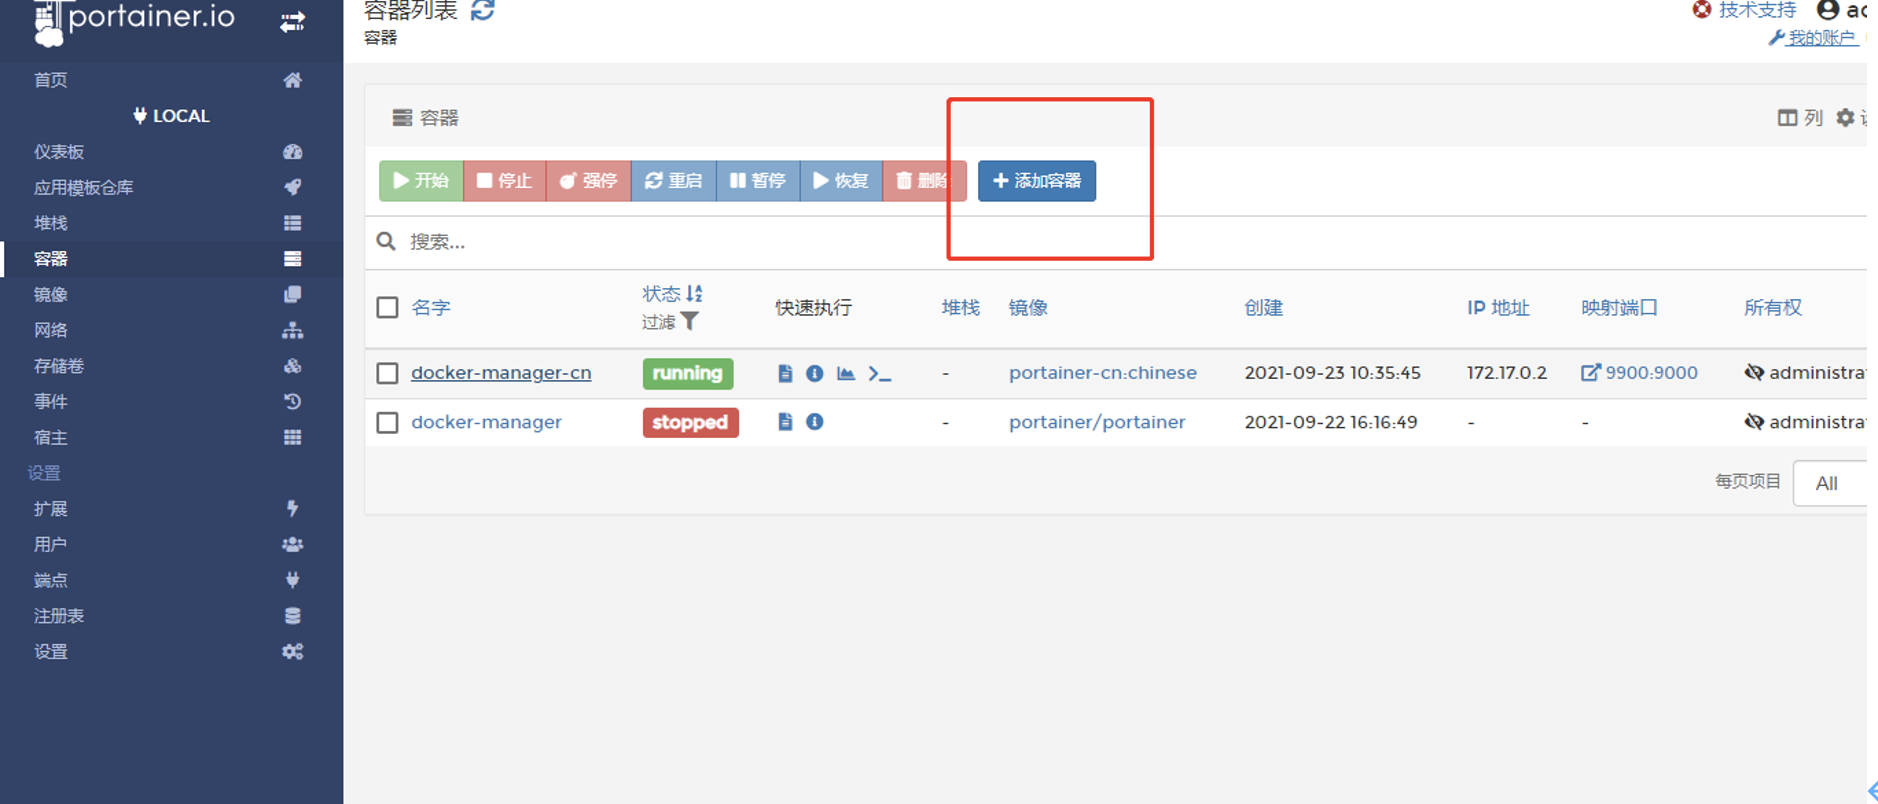 portainer.io
容器列表
技术支持
容器
我的账户
首页
LOCAL
仪表板
应用模板仓库
堆栈
容器
镜像
网络
存储卷
事件
宿主
设置
扩展
用户
端点
注册表
设置
容器
列
开始 停止 强停 重启 暂停 恢复 删除 添加容器
搜索...
名字 状态 过滤 快速执行 堆栈 镜像 创建 IP 地址 映射端口 所有权
docker-manager-cn running - portainer-cn:chinese 2021-09-23 10:35:45 172.17.0.2 9900:9000 administra
docker-manager stopped - portainer/portainer 2021-09-22 16:16:49 - - administra
每页项目 All